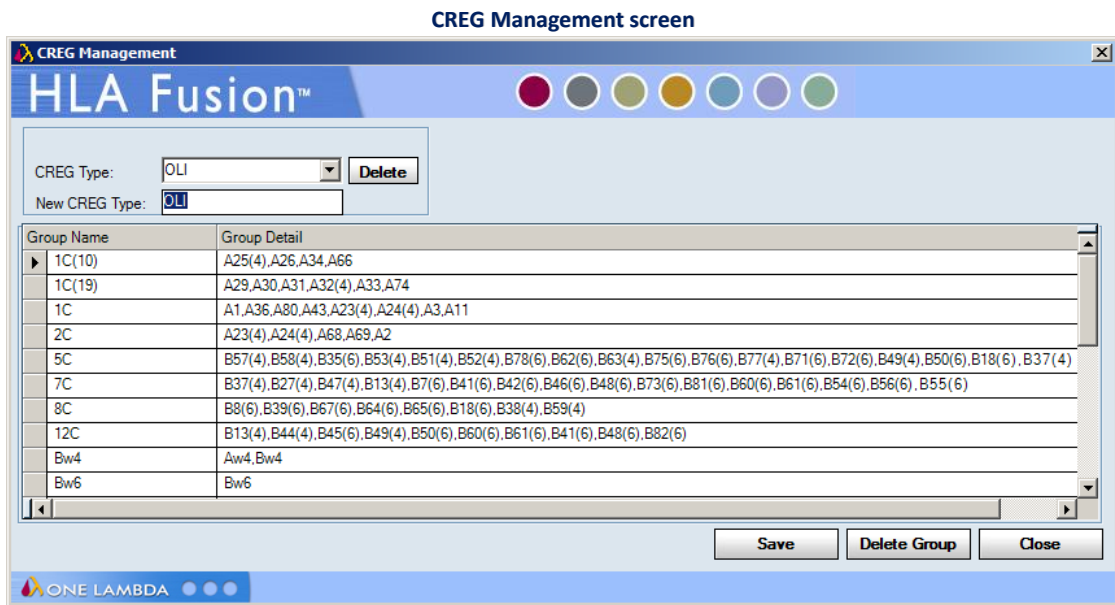 CREG Management screen
CREG Management
HLA Fusion™
CREG Type: OLI Delete
New CREG Type: OLI
Group Name Group Detail
1C(10) A25(4),A26,A34,A66
1C(19) A29,A30,A31,A32(4),A33,A74
1C A1,A36,A80,A43,A23(4),A24(4),A3,A11
2C A23(4),A24(4),A68,A69,A2
5C B57(4),B58(4),B35(6),B53(4),B51(4),B52(4),B78(6),B62(6),B63(4),B75(6),B76(6),B77(4),B71(6),B72(6),B49(4),B50(6),B18(6),B37(4)
7C B37(4),B27(4),B47(4),B13(4),B7(6),B41(6),B42(6),B46(6),B48(6),B73(6),B81(6),B60(6),B61(6),B54(6),B56(6),B55(6)
8C B8(6),B39(6),B67(6),B64(6),B65(6),B18(6),B38(4),B59(4)
12C B13(4),B44(4),B45(6),B49(4),B50(6),B60(6),B61(6),B41(6),B48(6),B82(6)
Bw4 Aw4,Bw4
Bw6 Bw6
Save Delete Group Close
ONE LAMBDA